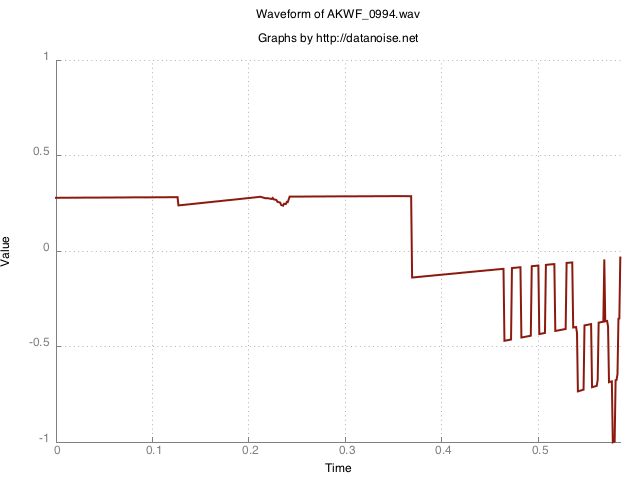 Waveform of AKWF_0994.wav
Graphs by http://datanoise.net
1
0.5
0
-0.5
-1
Value
0 0.1 0.2 0.3 0.4 0.5
Time